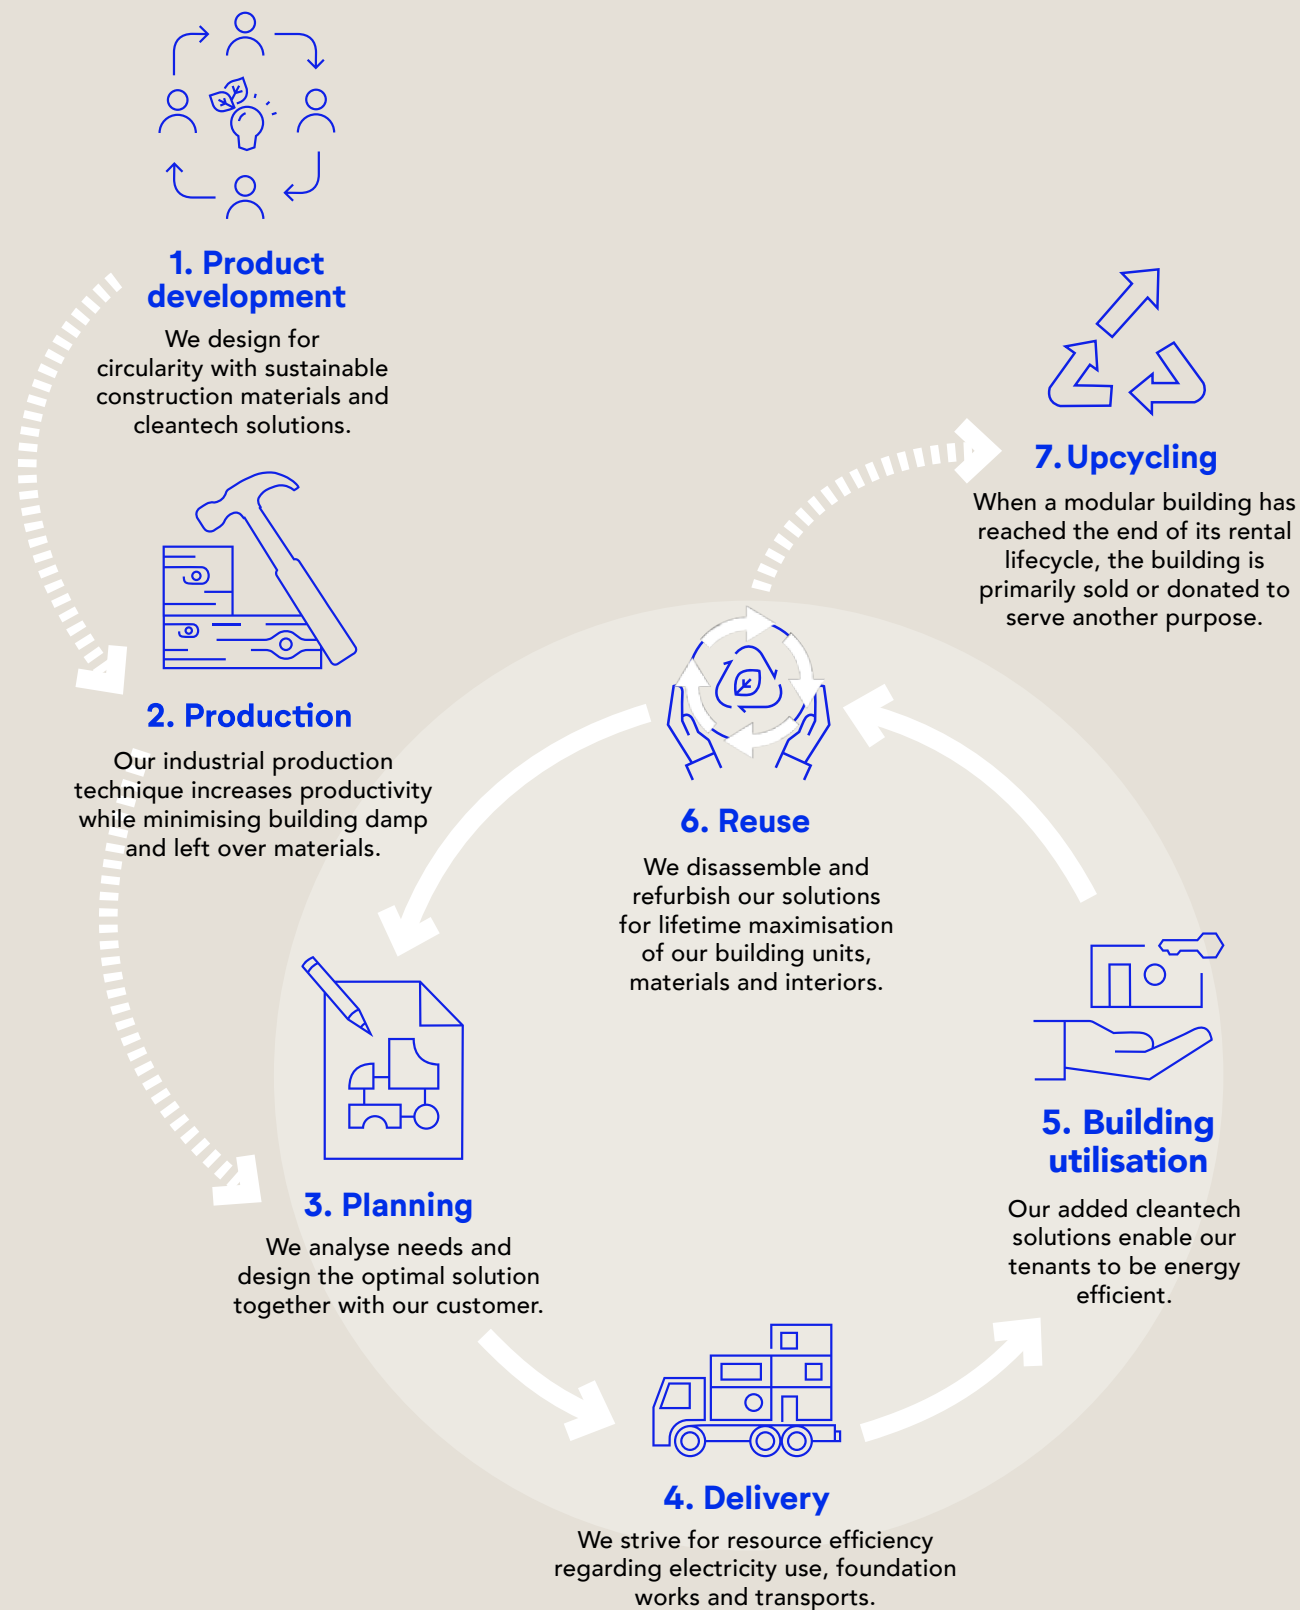 1. Product
development
We design for
circularity with sustainable
construction materials and
cleantech solutions.
2. Production
Our industrial production
technique increases productivity
while minimising building damp
and left over materials.
3. Planning
We analyse needs and
design the optimal solution
together with our customer.
4. Delivery
We strive for resource efficiency
regarding electricity use, foundation
works and transports.
5. Building
utilisation
Our added cleantech
solutions enable our
tenants to be energy
efficient.
6. Reuse
We disassemble and
refurbish our solutions
for lifetime maximisation
of our building units,
materials and interiors.
7. Upcycling
When a modular building has
reached the end of its rental
lifecycle, the building is
primarily sold or donated to
serve another purpose.